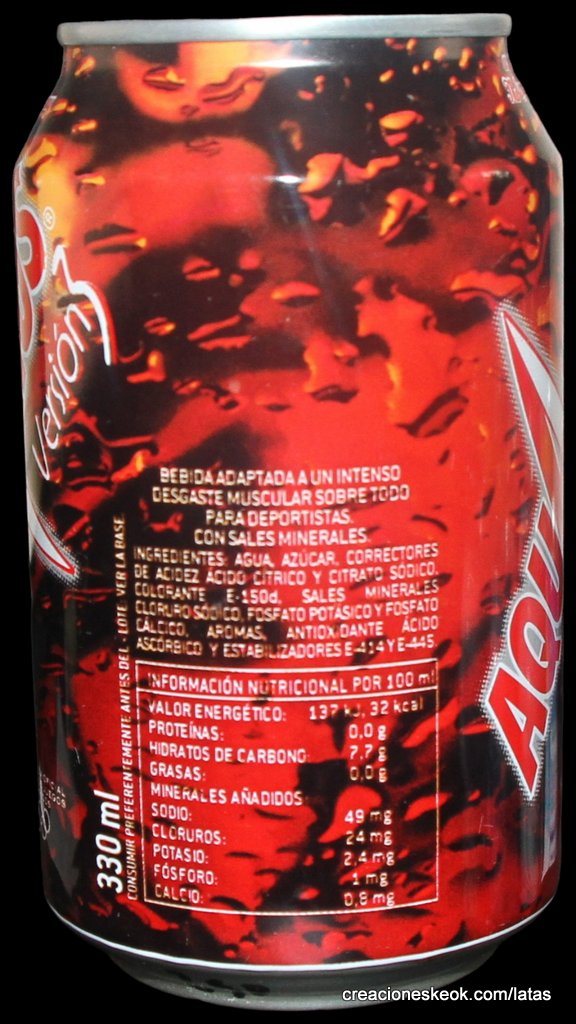 ®
Versión
BEBIDA ADAPTADA A UN INTENSO
DESGASTE MUSCULAR SOBRE TODO
PARA DEPORTISTAS.
CON SALES MINERALES.
INGREDIENTES: AGUA, AZÚCAR, CORRECTORES
DE ACIDEZ ÁCIDO CÍTRICO Y CITRATO SÓDICO,
COLORANTE E-150d, SALES MINERALES
CLORURO SÓDICO, FOSFATO POTÁSICO Y FOSFATO
CÁLCICO, AROMAS, ANTIOXIDANTE ÁCIDO
ASCÓRBICO Y ESTABILIZADORES E-414 Y E-445
INFORMACIÓN NUTRICIONAL POR 100 ml
VALOR ENERGÉTICO: 137 kJ, 32 kcal
PROTEÍNAS: 0,0 g
HIDRATOS DE CARBONO: 7,7 g
GRASAS: 0,0 g
MINERALES AÑADIDOS:
SODIO: 49 mg
CLORUROS: 24 mg
POTASIO: 2,4 mg
FÓSFORO: 1 mg
CALCIO: 0,8 mg
330 ml
CONSUMIR PREFERENTEMENTE ANTES DEL - LOTE: VER LA BASE.
AQU
creacioneskeok.com/latas